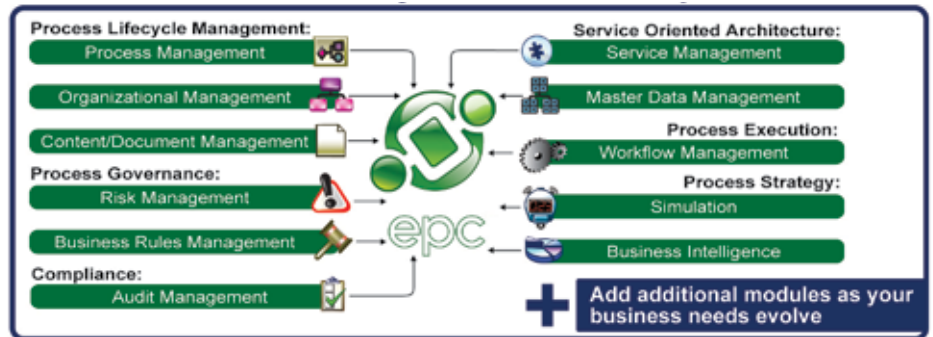 Process Lifecycle Management:
Process Management
Organizational Management
Content/Document Management
Process Governance:
Risk Management
Business Rules Management
Compliance:
Audit Management
epc
Service Oriented Architecture:
Service Management
Master Data Management
Process Execution:
Workflow Management
Process Strategy:
Simulation
Business Intelligence
Add additional modules as your
business needs evolve